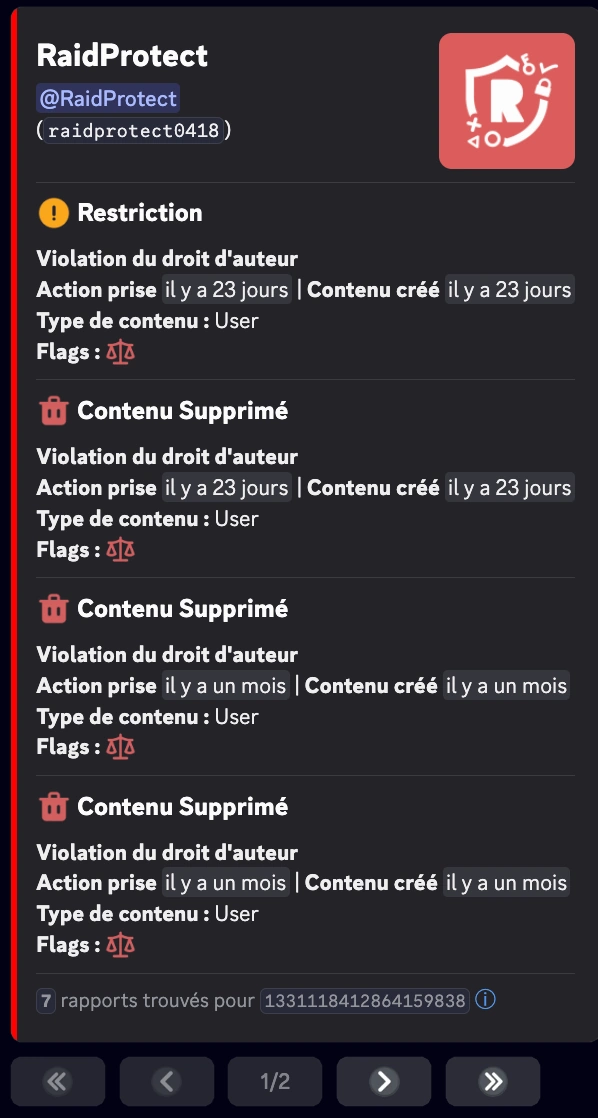 RaidProtect
@RaidProtect
(raidprotect0418)
R
Restriction
Violation du droit d'auteur
Action prise il y a 23 jours | Contenu créé il y a 23 jours
Type de contenu : User
Flags :
Contenu Supprimé
Violation du droit d'auteur
Action prise il y a 23 jours | Contenu créé il y a 23 jours
Type de contenu : User
Flags :
Contenu Supprimé
Violation du droit d'auteur
Action prise il y a un mois | Contenu créé il y a un mois
Type de contenu : User
Flags :
Contenu Supprimé
Violation du droit d'auteur
Action prise il y a un mois | Contenu créé il y a un mois
Type de contenu : User
Flags :
7 rapports trouvés pour 1331118412864159838
1/2